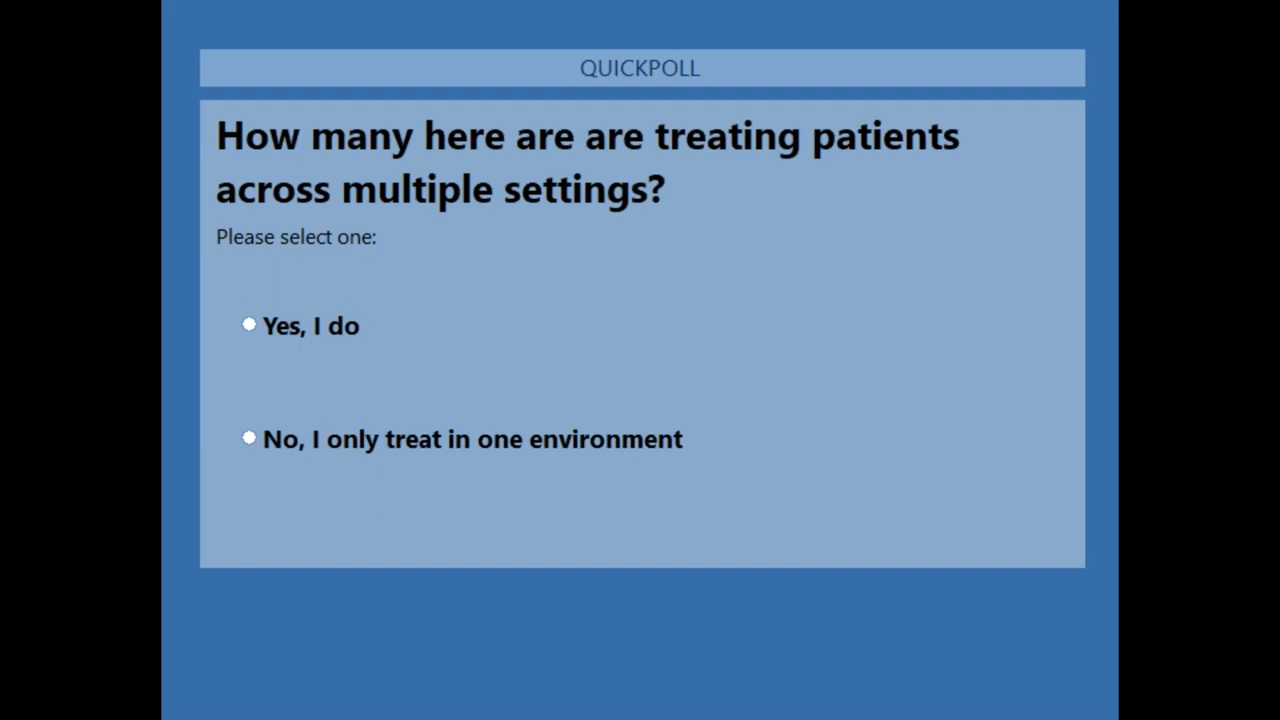 QUICKPOLL
How many here are are treating patients
across multiple settings?
Please select one:
Yes, I do
No, I only treat in one environment